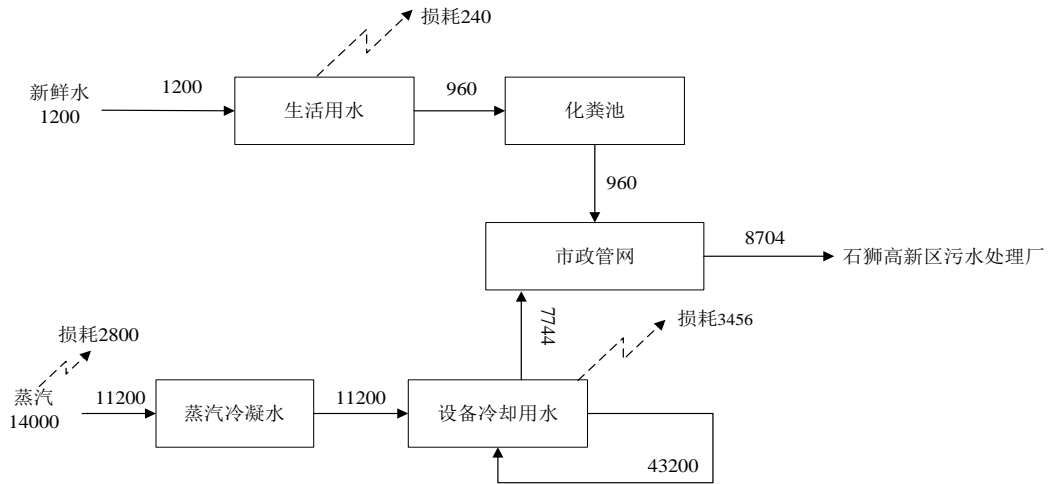 损耗240
新鲜水
1200
1200
生活用水
960
化粪池
960
市政管网
8704
石狮高新区污水处理厂
7744
损耗3456
损耗2800
蒸汽
14000
11200
蒸汽冷凝水
11200
设备冷却用水
43200